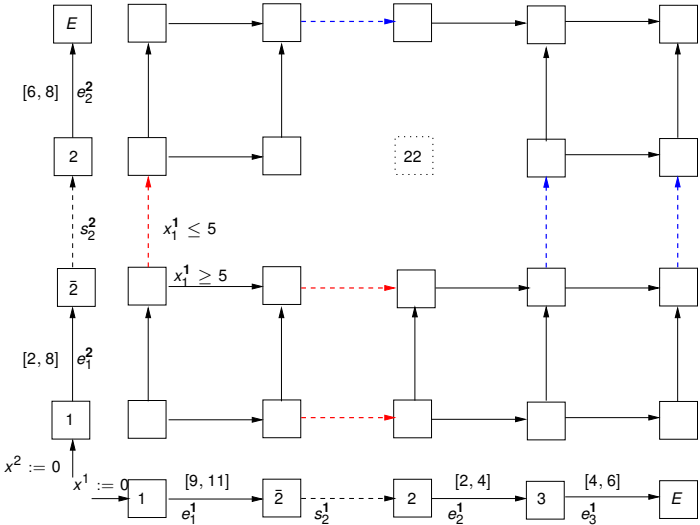 E
[6, 8] e₂²
2 22
s₂² x₁¹ ≤ 5
2̄ x₁¹ ≥ 5
[2, 8] e₁²
1
x² := 0
x¹ := 0 [9, 11] [2, 4] [4, 6]
1 2̄ 2 3 E
e₁¹ s₂¹ e₂¹ e₃¹